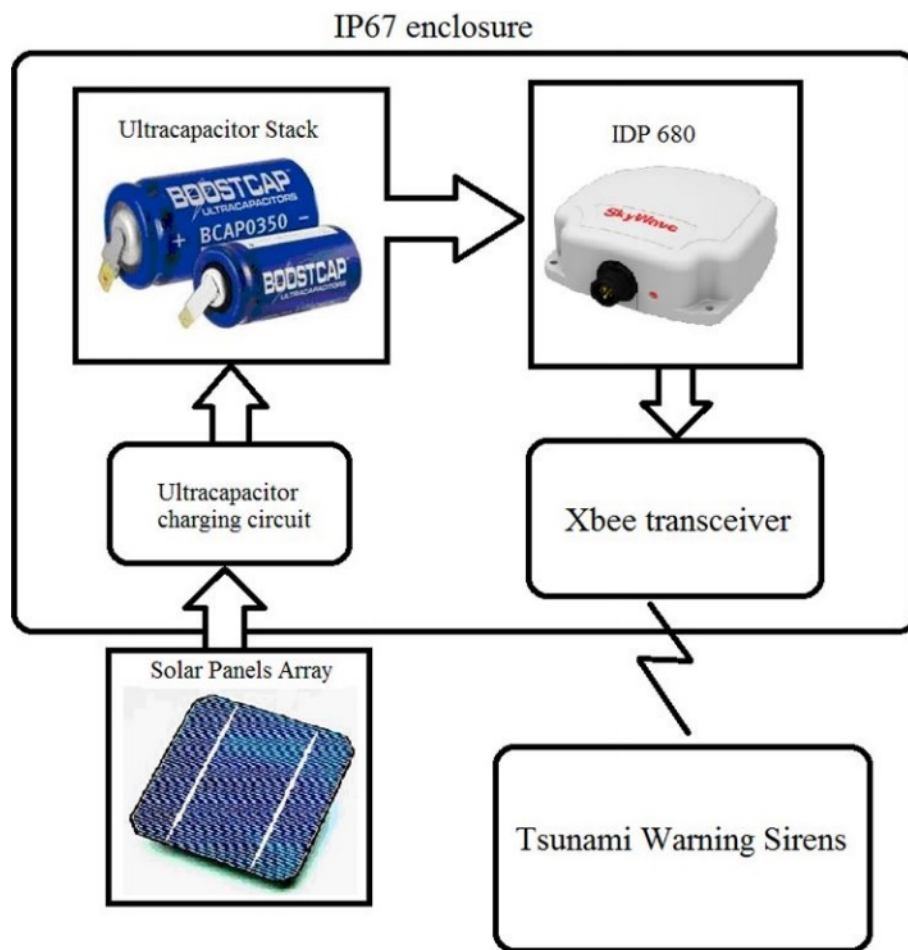 IP67 enclosure
Ultracapacitor Stack
BOOSTCAP
ULTRACAPACITORS
+ BCAP0350 -
BOOSTCAP
ULTRACAPACITORS
IDP 680
SkyWave
Ultracapacitor
charging circuit
Xbee transceiver
Solar Panels Array
Tsunami Warning Sirens